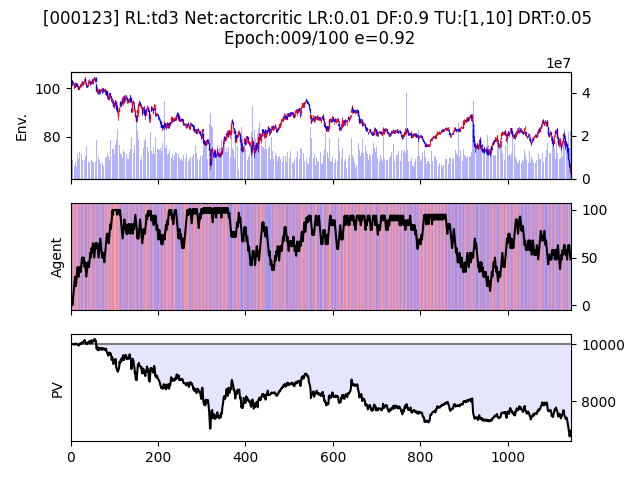 [000123] RL:td3 Net:actorcritic LR:0.01 DF:0.9 TU:[1,10] DRT:0.05
Epoch:009/100 e=0.92
1e7
Env.
100
80
4
2
0
Agent
100
50
0
PV
10000
8000
0 200 400 600 800 1000